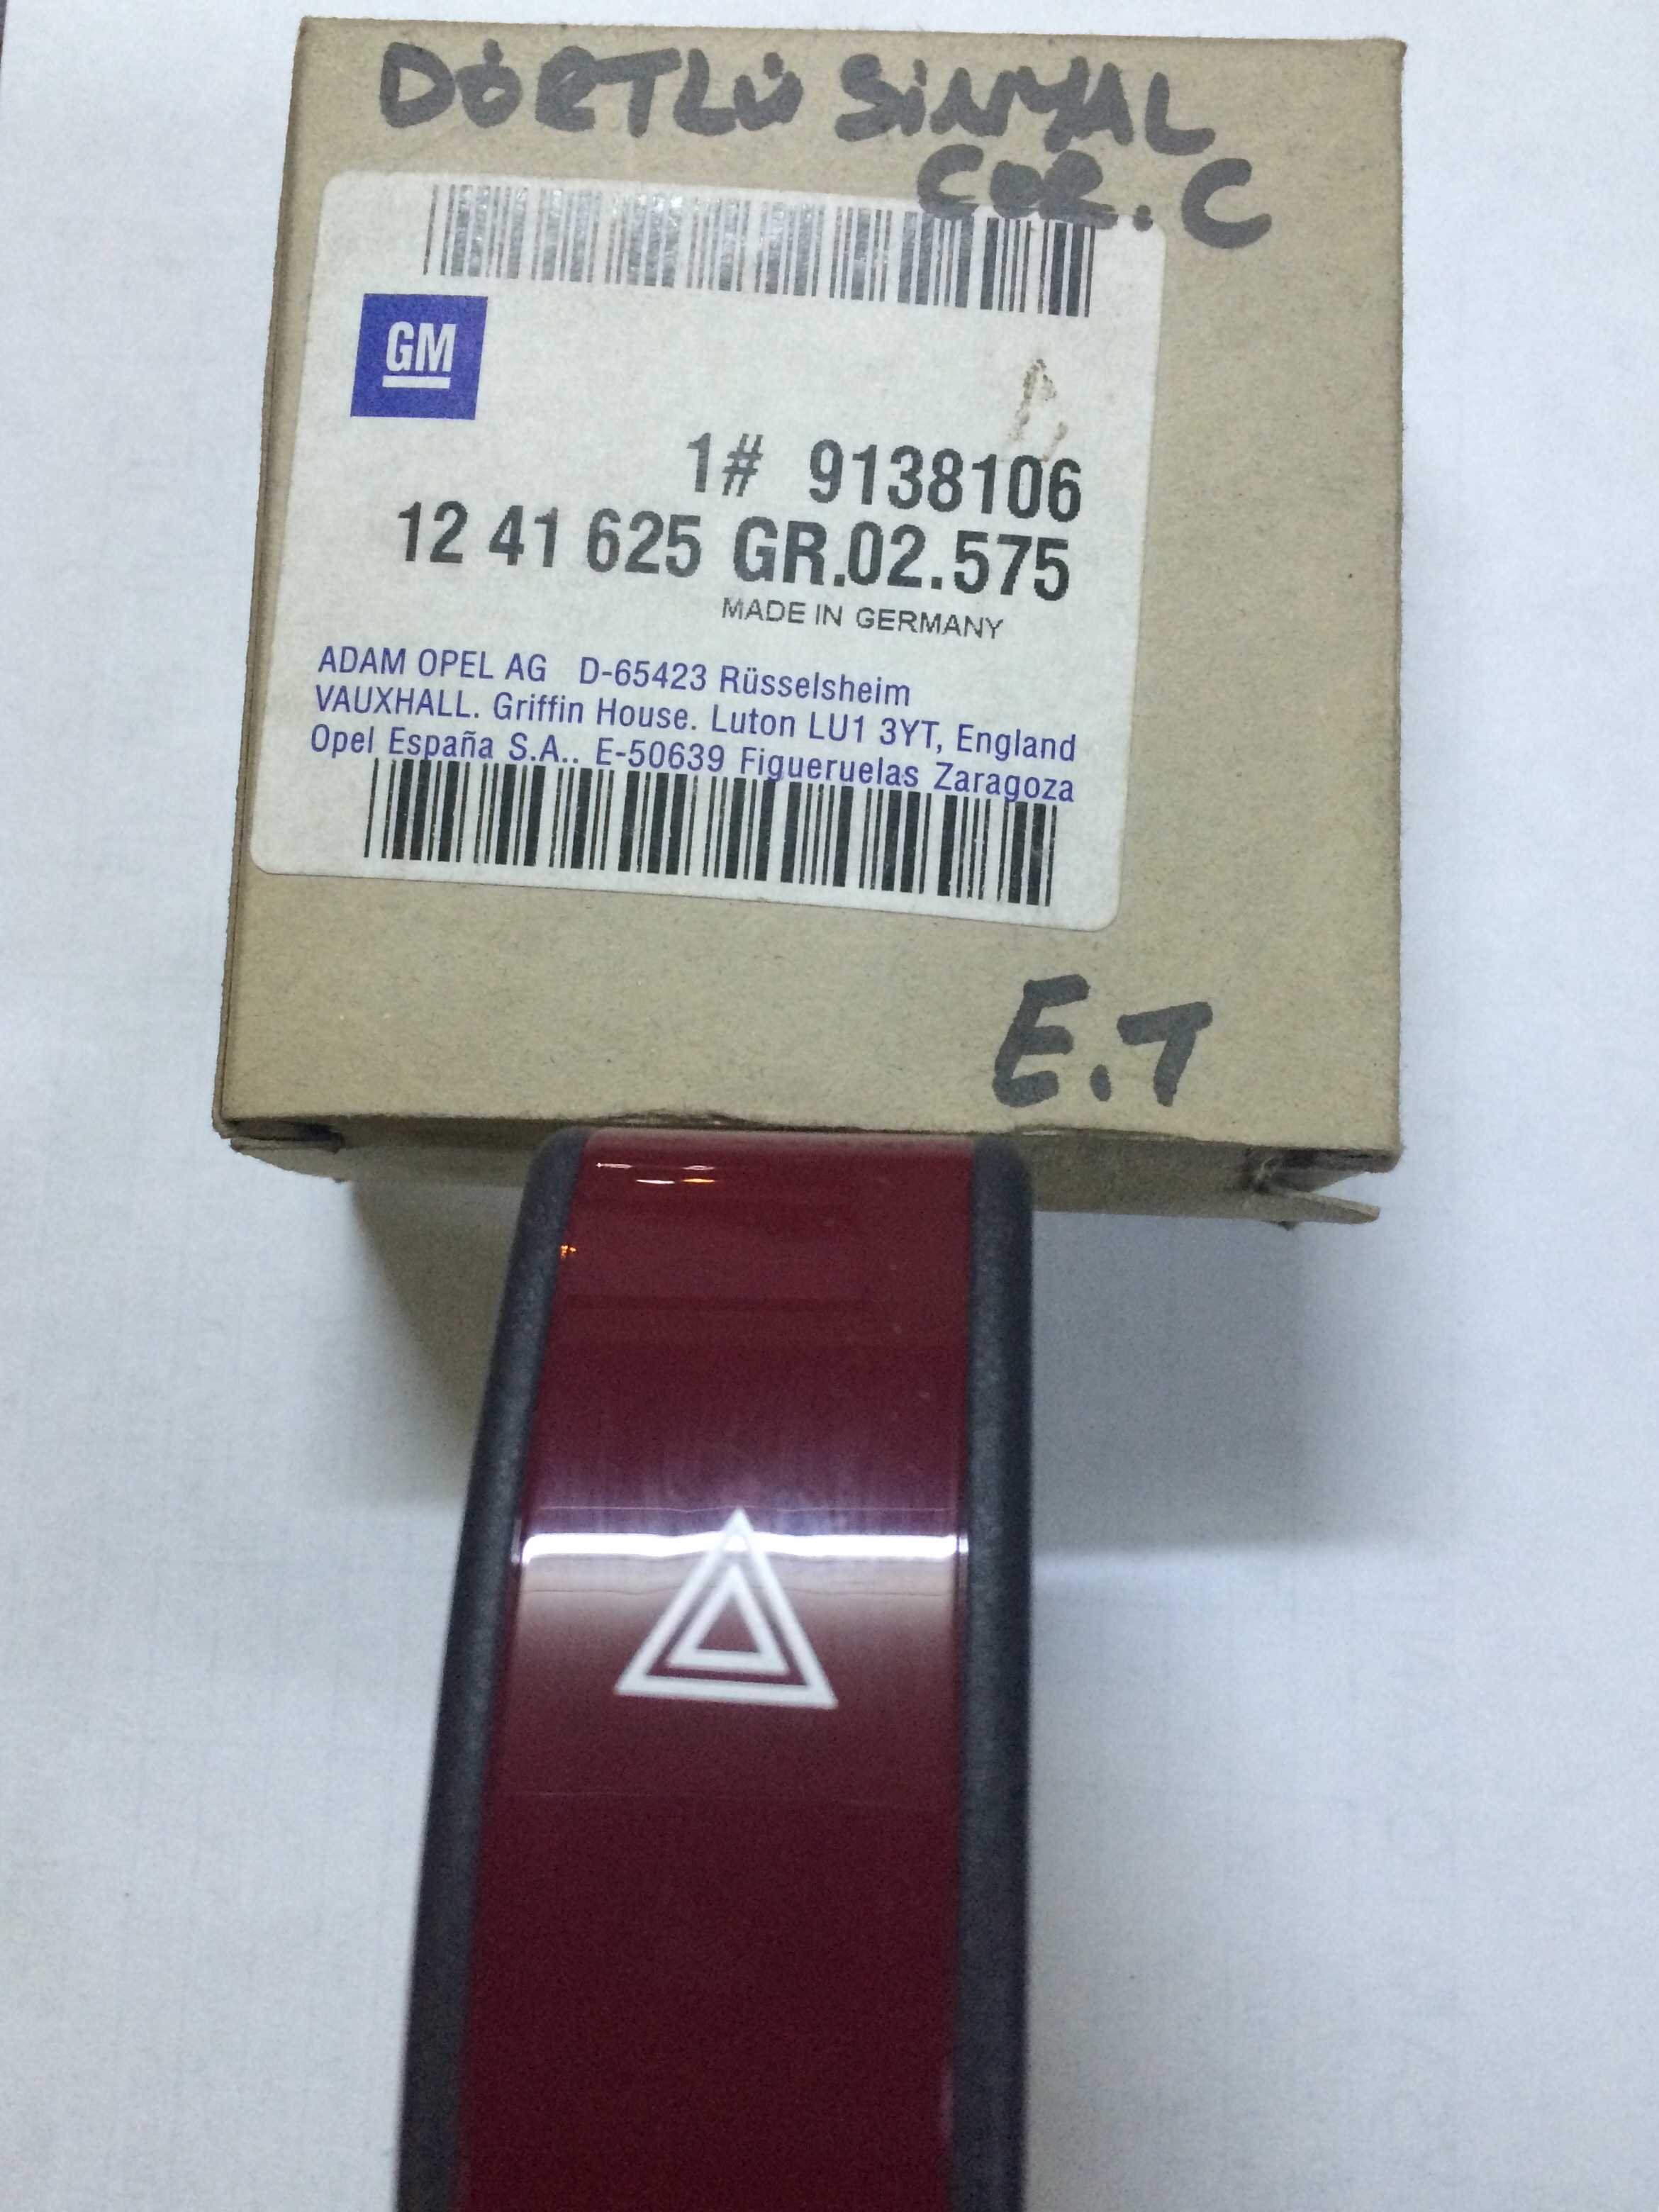 DÖRTLÜ SİNYAL
COR. C
GM
1# 9138106
12 41 625 GR.02.575
MADE IN GERMANY
ADAM OPEL AG D-65423 Rüsselsheim
VAUXHALL. Griffin House. Luton LU1 3YT, England
Opel España S.A.. E-50639 Figueruelas Zaragoza
E.T